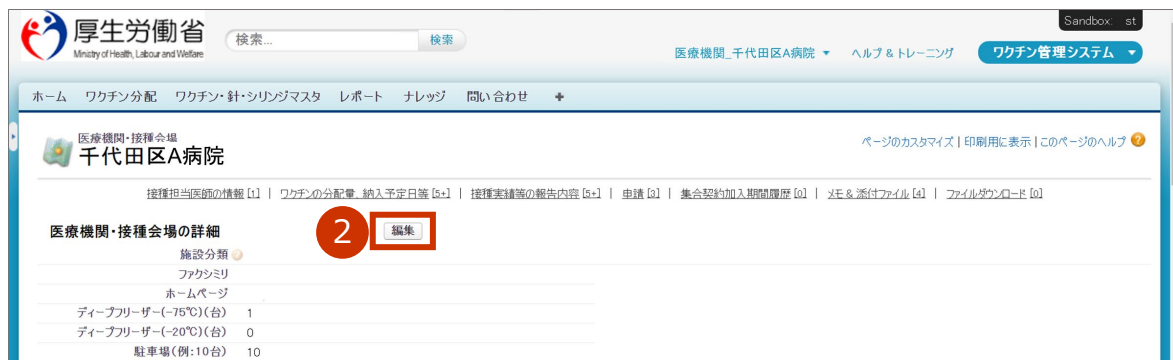 Sandbox: st
厚生労働省
Ministry of Health, Labour and Welfare
検索...
検索
医療機関_千代田区A病院
ヘルプ & トレーニング
ワクチン管理システム
ホーム ワクチン分配 ワクチン・針・シリンジマスタ レポート ナレッジ 問い合わせ +
医療機関・接種会場
千代田区A病院
ページのカスタマイズ | 印刷用に表示 | このページのヘルプ ?
接種担当医師の情報 [1] | ワクチンの分配量、納入予定日等 [5+] | 接種実績等の報告内容 [5+] | 申請 [3] | 集合契約加入期間履歴 [0] | メモ & 添付ファイル [4] | ファイルダウンロード [0]
医療機関・接種会場の詳細
2
編集
施設分類
ファクシミリ
ホームページ
ディープフリーザー(-75℃)(台) 1
ディープフリーザー(-20℃)(台) 0
駐車場(例:10台) 10